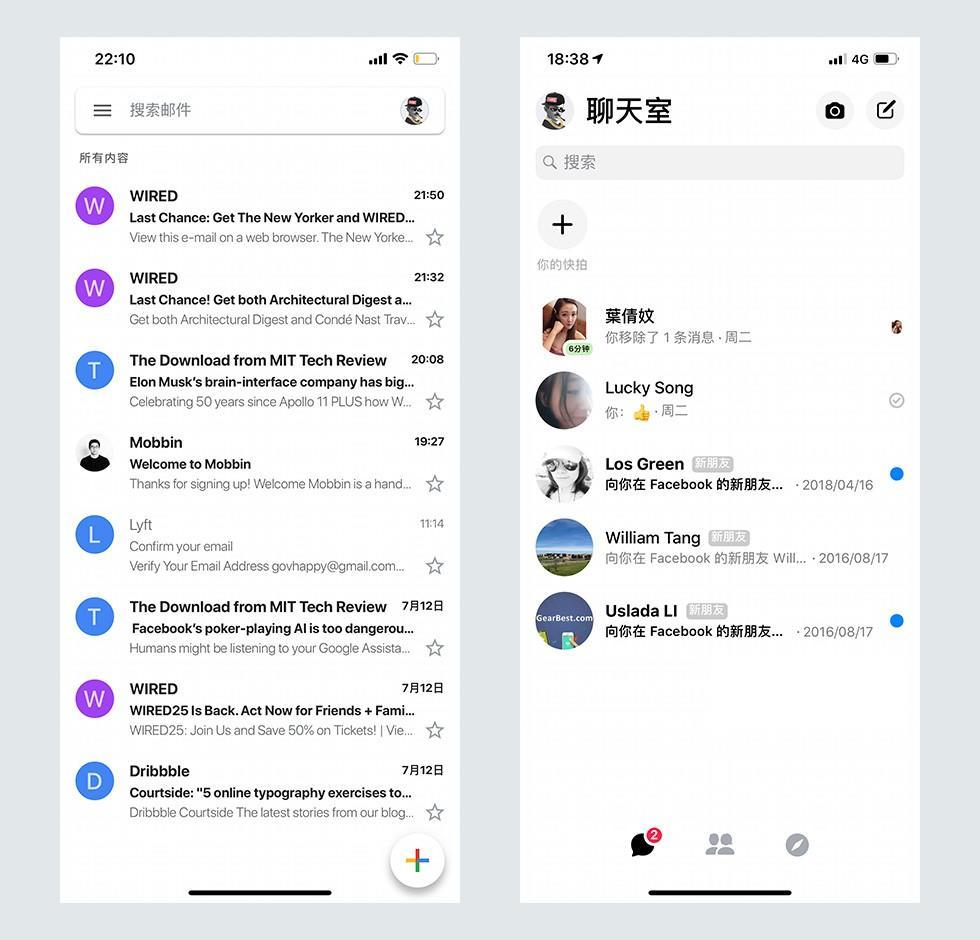 22:10
搜索邮件
所有内容
W
WIRED 21:50
Last Chance: Get The New Yorker and WIRED...
View this e-mail on a web browser. The New Yorke...
W
WIRED 21:32
Last Chance! Get both Architectural Digest a...
Get both Architectural Digest and Condé Nast Trav...
T
The Download from MIT Tech Review 20:08
Elon Musk's brain-interface company has big...
Celebrating 50 years since Apollo 11 PLUS how W...
Mobbin 19:27
Welcome to Mobbin
Thanks for signing up! Welcome Mobbin is a hand...
L
Lyft 11:14
Confirm your email
Verify Your Email Address govhappy@gmail.com...
T
The Download from MIT Tech Review 7月12日
Facebook's poker-playing AI is too dangerou...
Humans might be listening to your Google Assista...
W
WIRED 7月12日
WIRED25 Is Back. Act Now for Friends + Fami...
WIRED25: Join Us and Save 50% on Tickets! | Vie...
D
Dribbble 7月12日
Courtside: "5 online typography exercises to...
Dribbble Courtside The latest stories from our blog...
18:38 4G
聊天室
搜索
你的快拍
葉倩妏
你移除了 1 条消息 · 周二
6分钟
Lucky Song
你: 👍 · 周二
Los Green 新朋友
向你在 Facebook 的新朋友... · 2018/04/16
William Tang 新朋友
向你在 Facebook 的新朋友 Will... · 2016/08/17
GearBest.com
Uslada LI 新朋友
向你在 Facebook 的新朋友... · 2016/08/17
2